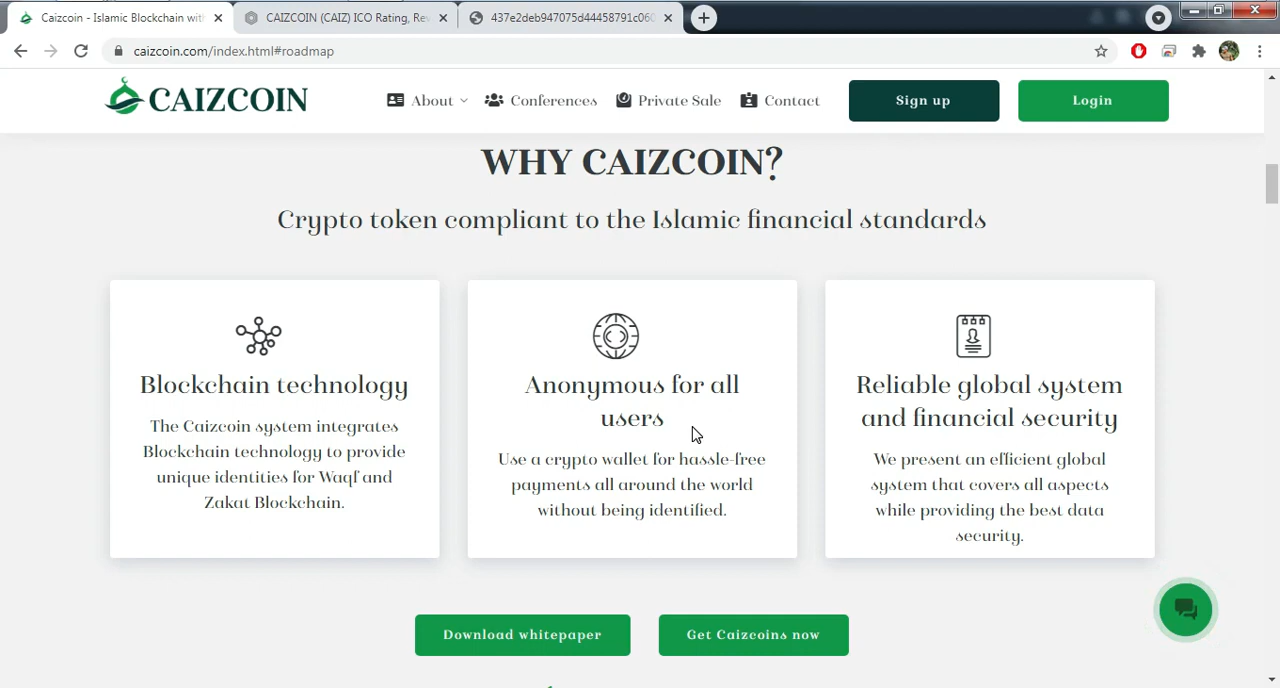 Caizcoin - Islamic Blockchain with
CAIZCOIN (CAIZ) ICO Rating, Rev
437e2deb947075d44458791c060
caizcoin.com/index.html#roadmap
CAIZCOIN
About
Conferences
Private Sale
Contact
Sign up
Login
WHY CAIZCOIN?
Crypto token compliant to the Islamic financial standards
Blockchain technology
The Caizcoin system integrates
Blockchain technology to provide
unique identities for Waqf and
Zakat Blockchain.
Anonymous for all
users
Use a crypto wallet for hassle-free
payments all around the world
without being identified.
Reliable global system
and financial security
We present an efficient global
system that covers all aspects
while providing the best data
security.
Download whitepaper
Get Caizcoins now